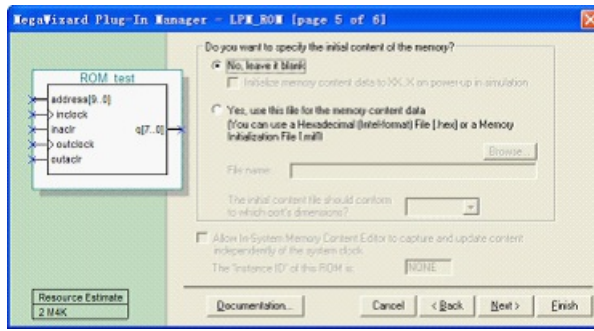 MegaWizard Plug-In Manager - LPM_ROM [page 5 of 6]
ROM test
address[9..0]
inclock
inaclr
q[7..0]
outclock
outaclr
Do you want to specify the initial content of the memory?
No, leave it blank
Initialize memory content data to XX..X on power-up in simulation
Yes, use this file for the memory content data
(You can use a Hexadecimal (Intel-format) File [.hex] or a Memory
Initialization File [.mif])
Browse...
File name:
The initial content file should conform
to which port's dimensions?
Allow In-System Memory Content Editor to capture and update content
independently of the system clock
The 'Instance ID' of this ROM is:
NONE
Resource Estimate
2 M4K
Documentation...
Cancel
< Back
Next >
Finish